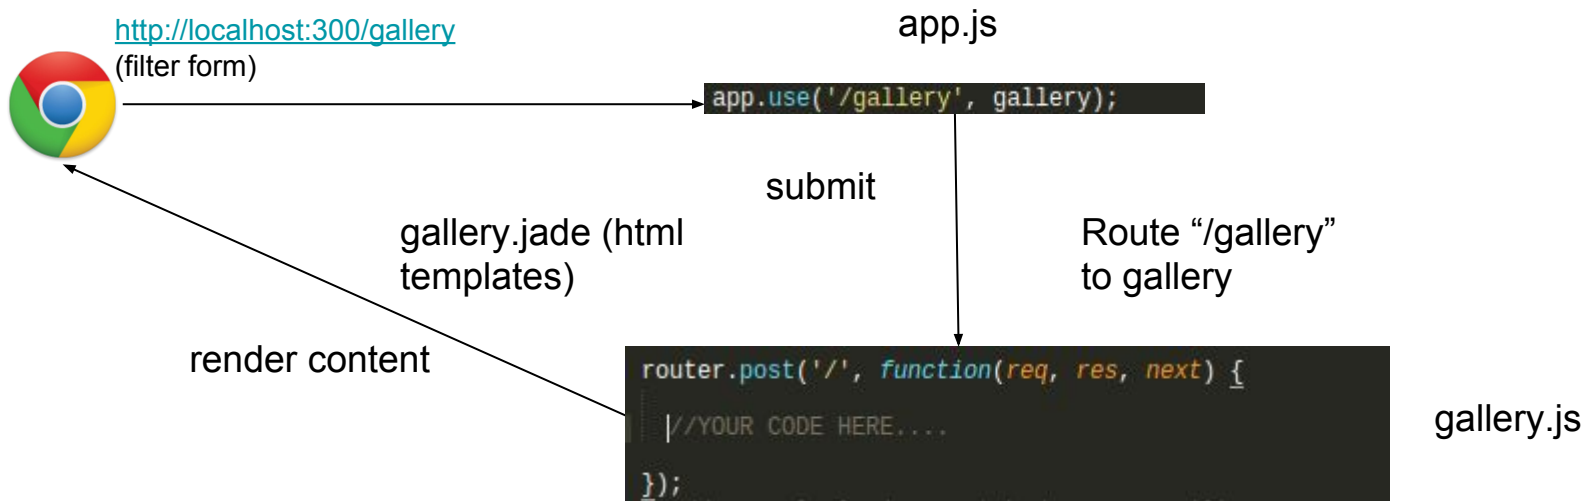 http://localhost:300/gallery
(filter form)
app.js
app.use('/gallery', gallery);
submit
gallery.jade (html
templates)
Route “/gallery”
to gallery
render content
router.post('/', function(req, res, next) {
//YOUR CODE HERE....
});
gallery.js